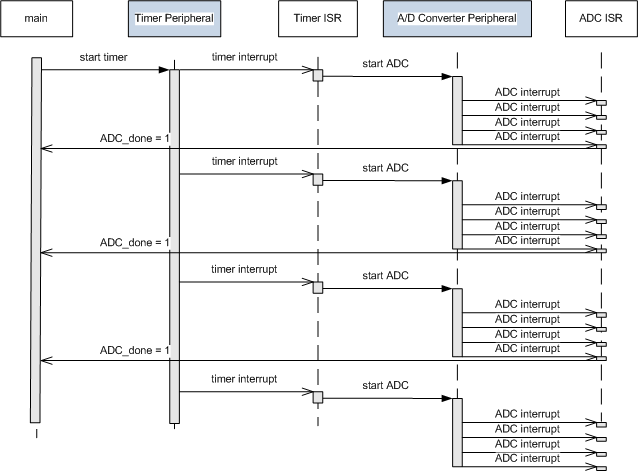 main
Timer Peripheral
Timer ISR
A/D Converter Peripheral
ADC ISR
start timer
timer interrupt
start ADC
ADC interrupt
ADC interrupt
ADC interrupt
ADC interrupt
ADC_done = 1
timer interrupt
start ADC
ADC interrupt
ADC interrupt
ADC interrupt
ADC interrupt
ADC_done = 1
timer interrupt
start ADC
ADC interrupt
ADC interrupt
ADC interrupt
ADC interrupt
ADC_done = 1
timer interrupt
start ADC
ADC interrupt
ADC interrupt
ADC interrupt
ADC interrupt